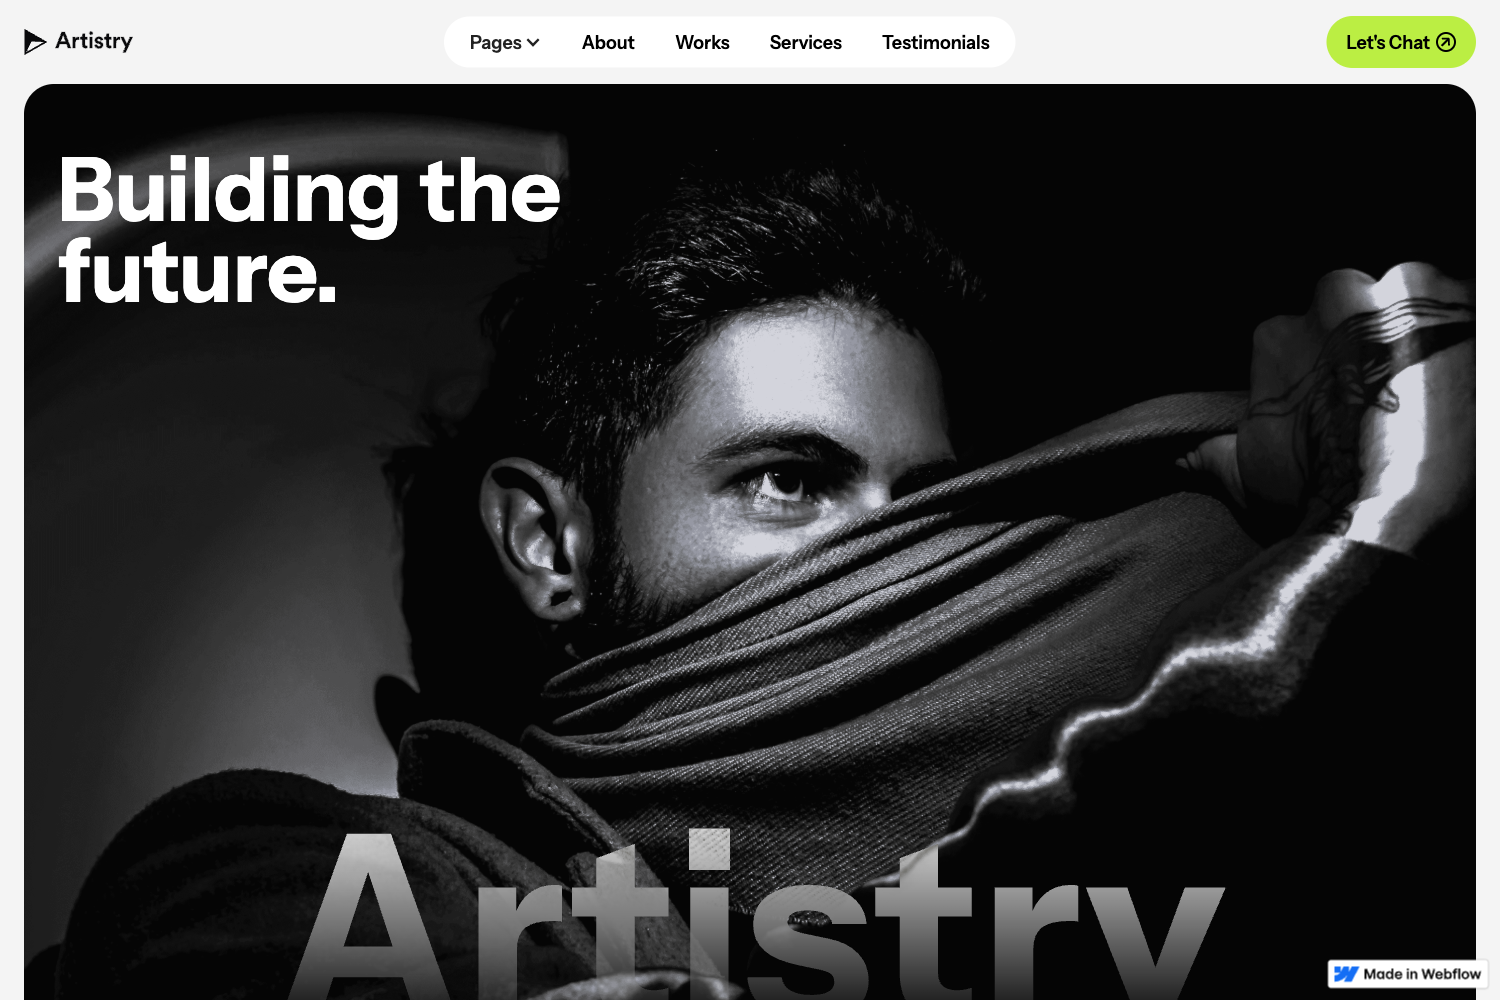 Artistry
Pages
About
Works
Services
Testimonials
Let's Chat
Building the
future.
Artistry
Made in Webflow